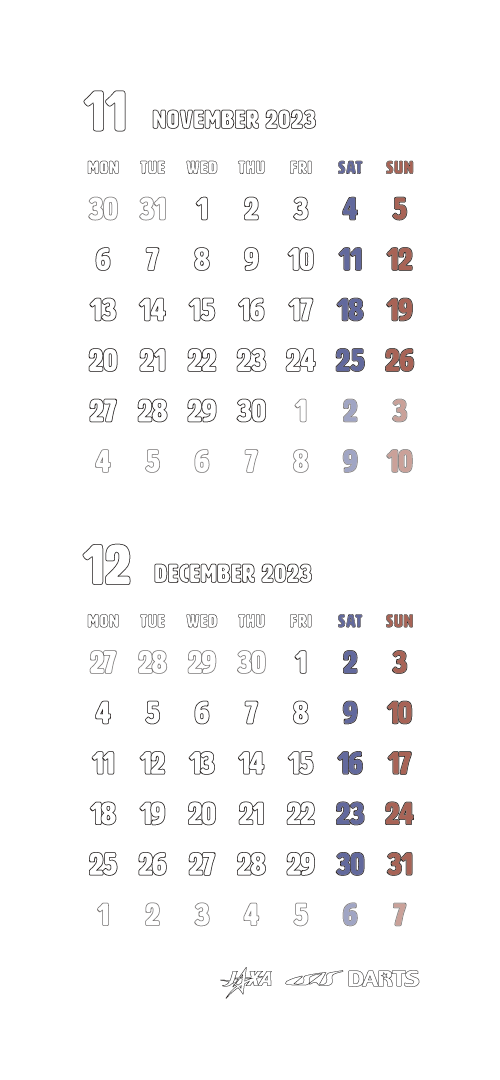 11 NOVEMBER 2023
MON TUE WED THU FRI SAT SUN
30 31 1 2 3 4 5
6 7 8 9 10 11 12
13 14 15 16 17 18 19
20 21 22 23 24 25 26
27 28 29 30 1 2 3
4 5 6 7 8 9 10
12 DECEMBER 2023
MON TUE WED THU FRI SAT SUN
27 28 29 30 1 2 3
4 5 6 7 8 9 10
11 12 13 14 15 16 17
18 19 20 21 22 23 24
25 26 27 28 29 30 31
1 2 3 4 5 6 7
JAXA ISAS DARTS